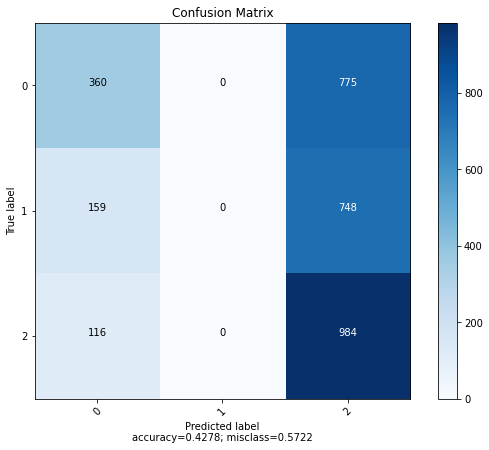 Confusion Matrix
0 360 0 775
800
600
True label
1 159 0 748
400
200
2 116 0 984
0
0 1 2
Predicted label
accuracy=0.4278; misclass=0.5722